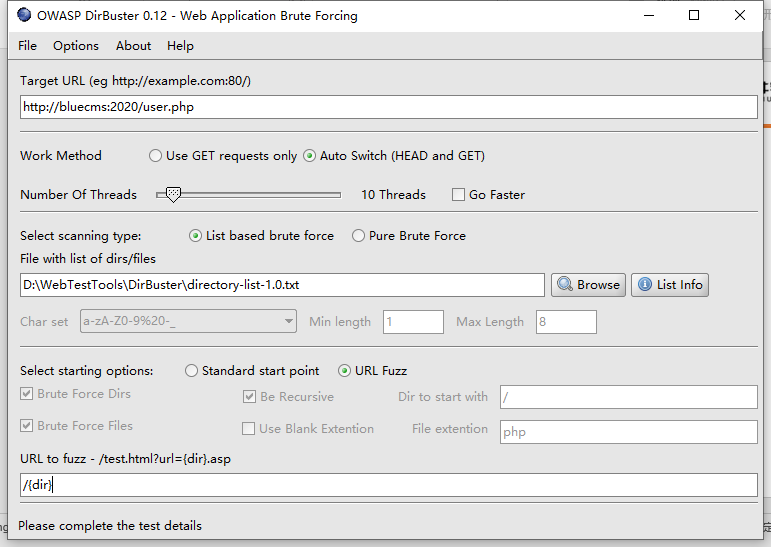 OWASP DirBuster 0.12 - Web Application Brute Forcing
File Options About Help
Target URL (eg http://example.com:80/)
http://bluecms:2020/user.php
Work Method Use GET requests only Auto Switch (HEAD and GET)
Number Of Threads 10 Threads Go Faster
Select scanning type: List based brute force Pure Brute Force
File with list of dirs/files
D:\WebTestTools\DirBuster\directory-list-1.0.txt Browse List Info
Char set a-zA-Z0-9%20-_ Min length 1 Max Length 8
Select starting options: Standard start point URL Fuzz
Brute Force Dirs Be Recursive Dir to start with /
Brute Force Files Use Blank Extention File extention php
URL to fuzz - /test.html?url={dir}.asp
/{dir}
Please complete the test details